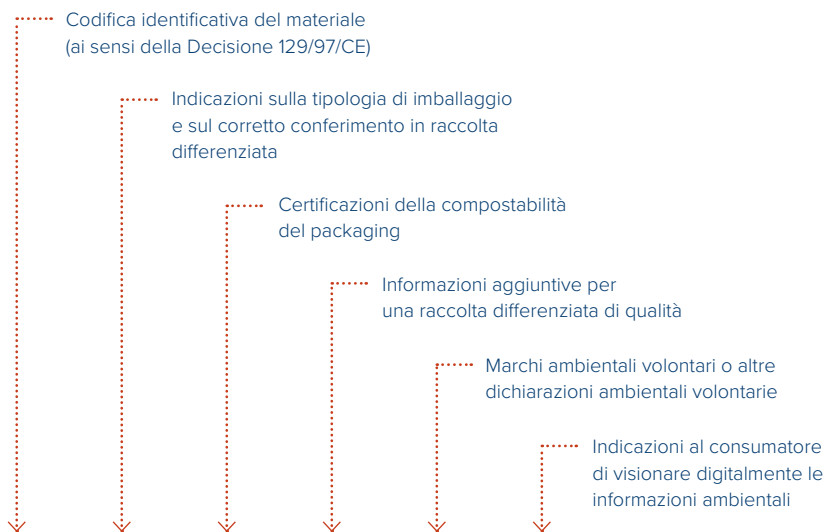 Codifica identificativa del materiale
(ai sensi della Decisione 129/97/CE)
Indicazioni sulla tipologia di imballaggio
e sul corretto conferimento in raccolta
differenziata
Certificazioni della compostabilità
del packaging
Informazioni aggiuntive per
una raccolta differenziata di qualità
Marchi ambientali volontari o altre
dichiarazioni ambientali volontarie
Indicazioni al consumatore
di visionare digitalmente le
informazioni ambientali